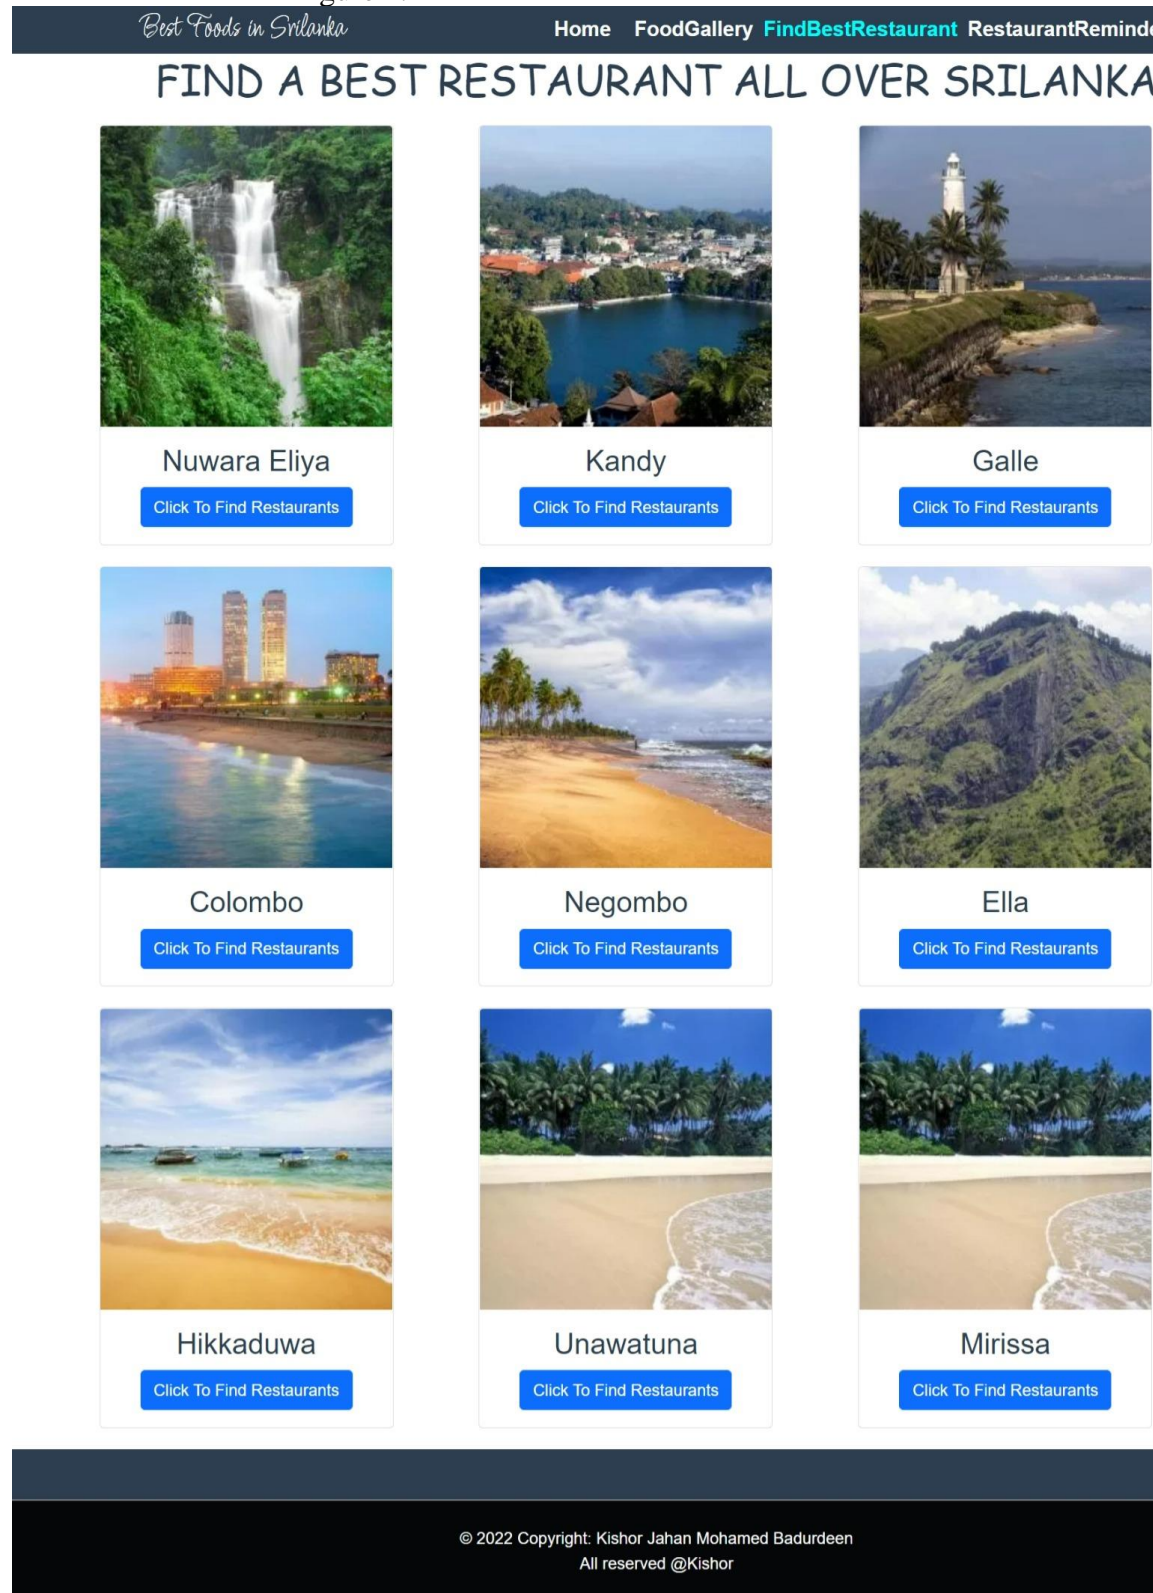 Best Foods in Srilanka Home FoodGallery FindBestRestaurant
FIND A BEST RESTAURANT ALL OVER SRILANKA
Nuwara Eliya Kandy Galle
Click To Find Restaurants Click To Find Restaurants Click To Find Restaurants
Colombo Negombo Ella
Click To Find Restaurants Click To Find Restaurants Click To Find Restaurants
Hikkaduwa Unawatuna Mirissa
Click To Find Restaurants Click To Find Restaurants Click To Find Restaurants
© 2022 Copyright: Kishor Jahan Mohamed Badurdeen
All reserved @Kishor